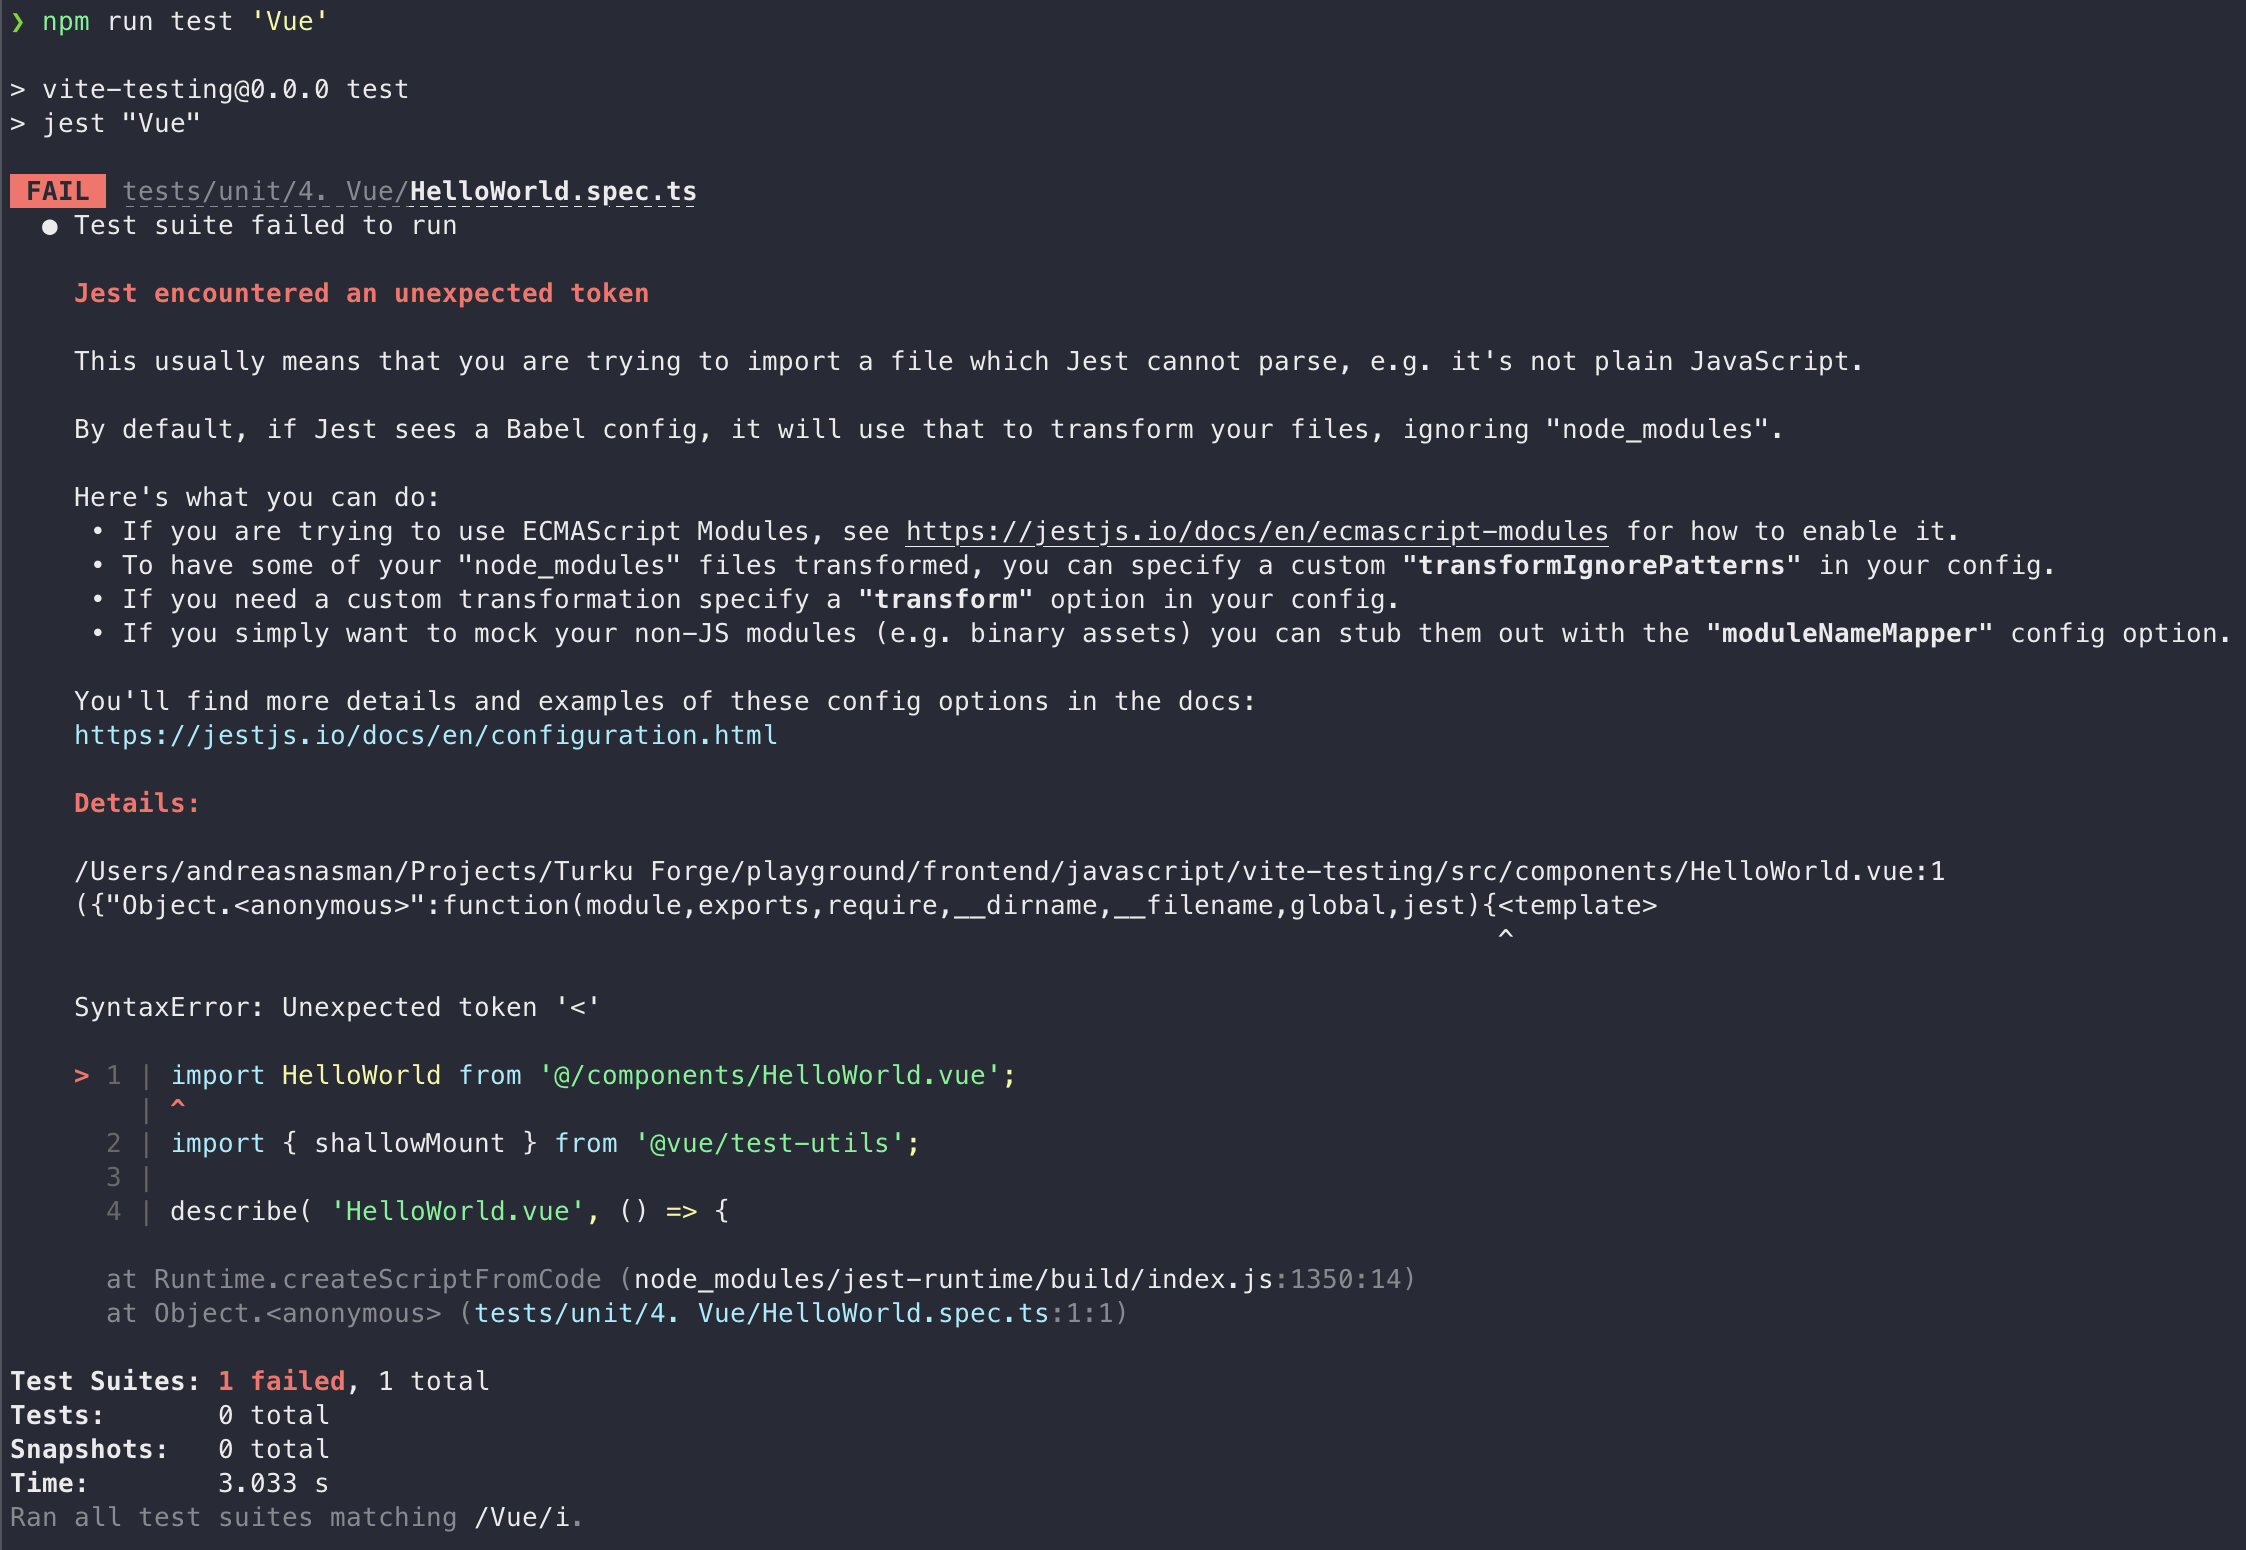 ❯ npm run test 'Vue'
> vite-testing@0.0.0 test
> jest "Vue"
FAIL tests/unit/4. Vue/HelloWorld.spec.ts
● Test suite failed to run
Jest encountered an unexpected token
This usually means that you are trying to import a file which Jest cannot parse, e.g. it's not plain JavaScript.
By default, if Jest sees a Babel config, it will use that to transform your files, ignoring "node_modules".
Here's what you can do:
• If you are trying to use ECMAScript Modules, see https://jestjs.io/docs/en/ecmascript-modules for how to enable it.
• To have some of your "node_modules" files transformed, you can specify a custom "transformIgnorePatterns" in your config.
• If you need a custom transformation specify a "transform" option in your config.
• If you simply want to mock your non-JS modules (e.g. binary assets) you can stub them out with the "moduleNameMapper" config option.
You'll find more details and examples of these config options in the docs:
https://jestjs.io/docs/en/configuration.html
Details:
/Users/andreasnasman/Projects/Turku Forge/playground/frontend/javascript/vite-testing/src/components/HelloWorld.vue:1
({"Object.<anonymous>":function(module,exports,require,__dirname,__filename,global,jest){<template>
^
SyntaxError: Unexpected token '<'
> 1 | import HelloWorld from '@/components/HelloWorld.vue';
| ^
2 | import { shallowMount } from '@vue/test-utils';
3 |
4 | describe( 'HelloWorld.vue', () => {
at Runtime.createScriptFromCode (node_modules/jest-runtime/build/index.js:1350:14)
at Object.<anonymous> (tests/unit/4. Vue/HelloWorld.spec.ts:1:1)
Test Suites: 1 failed, 1 total
Tests: 0 total
Snapshots: 0 total
Time: 3.033 s
Ran all test suites matching /Vue/i.